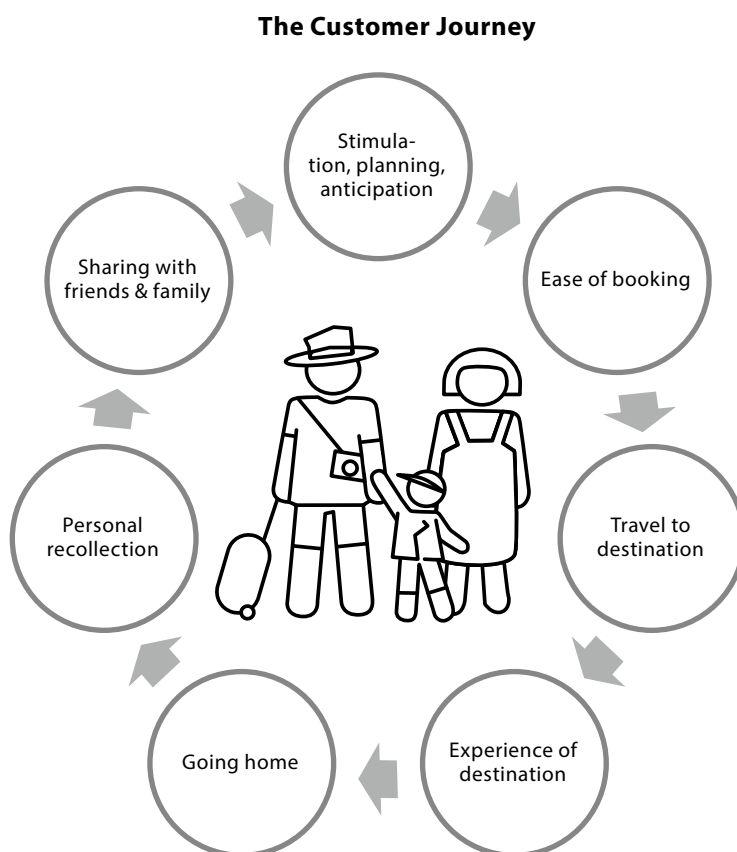 The Customer Journey
Stimula-
tion, planning,
anticipation
Ease of booking
Travel to
destination
Experience of
destination
Going home
Personal
recollection
Sharing with
friends & family